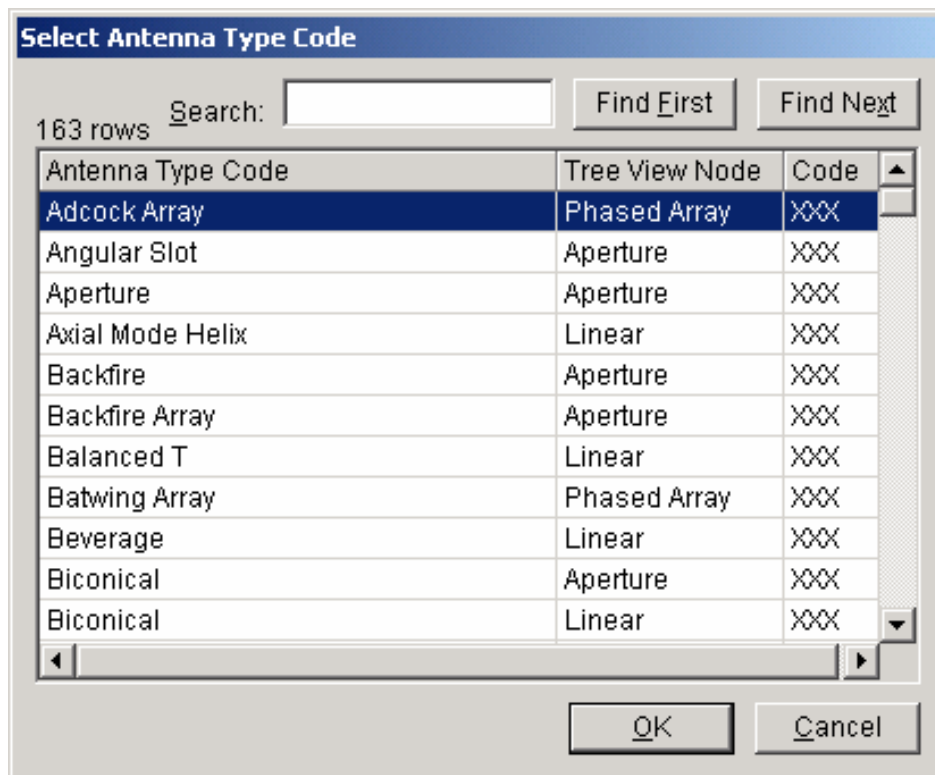 Select Antenna Type Code
163 rows Search: Find First Find Next
Antenna Type Code Tree View Node Code
Adcock Array Phased Array XXX
Angular Slot Aperture XXX
Aperture Aperture XXX
Axial Mode Helix Linear XXX
Backfire Aperture XXX
Backfire Array Aperture XXX
Balanced T Linear XXX
Batwing Array Phased Array XXX
Beverage Linear XXX
Biconical Aperture XXX
Biconical Linear XXX
OK Cancel